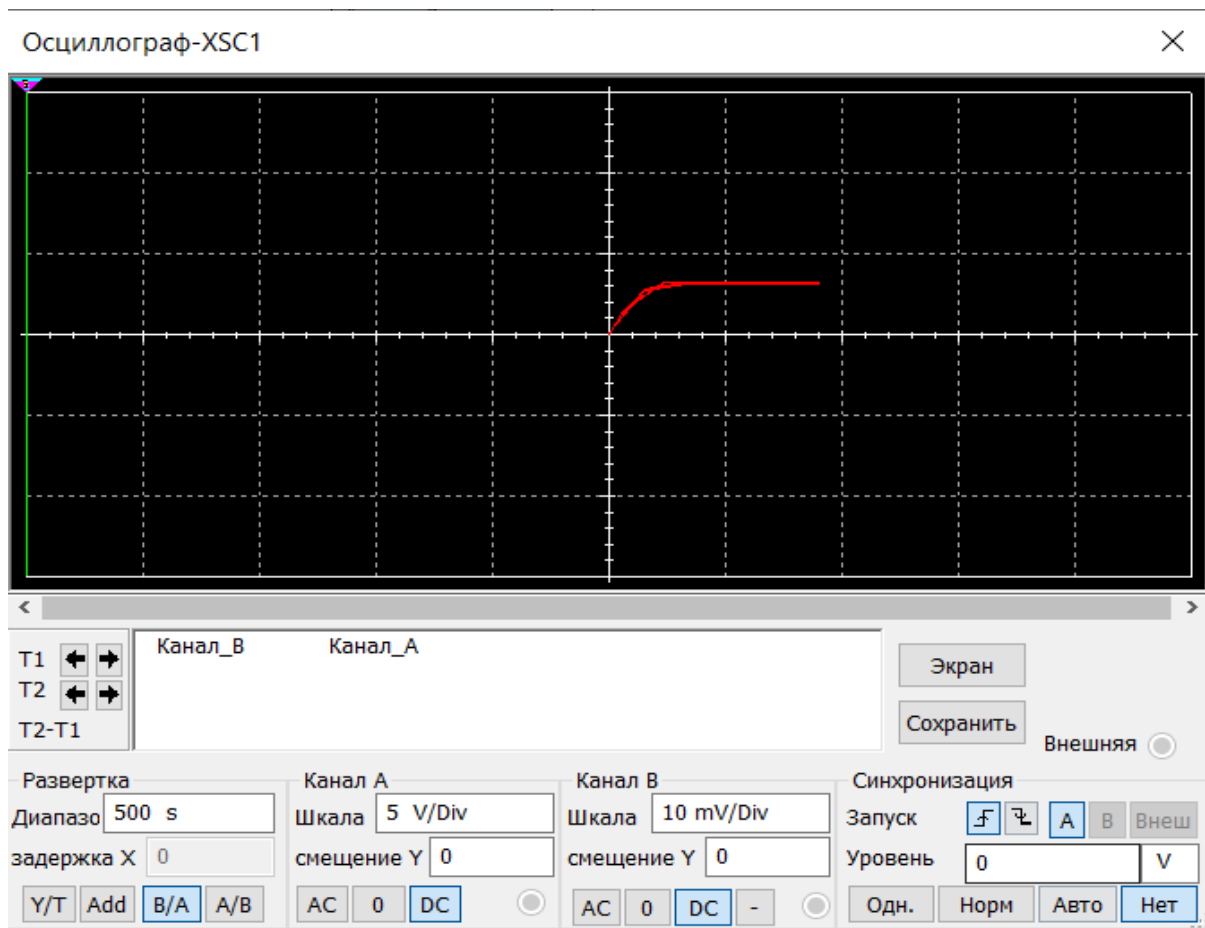 Осциллограф-XSC1
T1
T2
T2-T1
Канал_B Канал_A
Экран
Сохранить
Внешняя
Развертка
Диапазо 500 s
задержка X 0
Y/T Add B/A A/B
Канал A
Шкала 5 V/Div
смещение Y 0
AC 0 DC
Канал B
Шкала 10 mV/Div
смещение Y 0
AC 0 DC -
Синхронизация
Запуск A B Внеш
Уровень 0 V
Одн. Норм Авто Нет